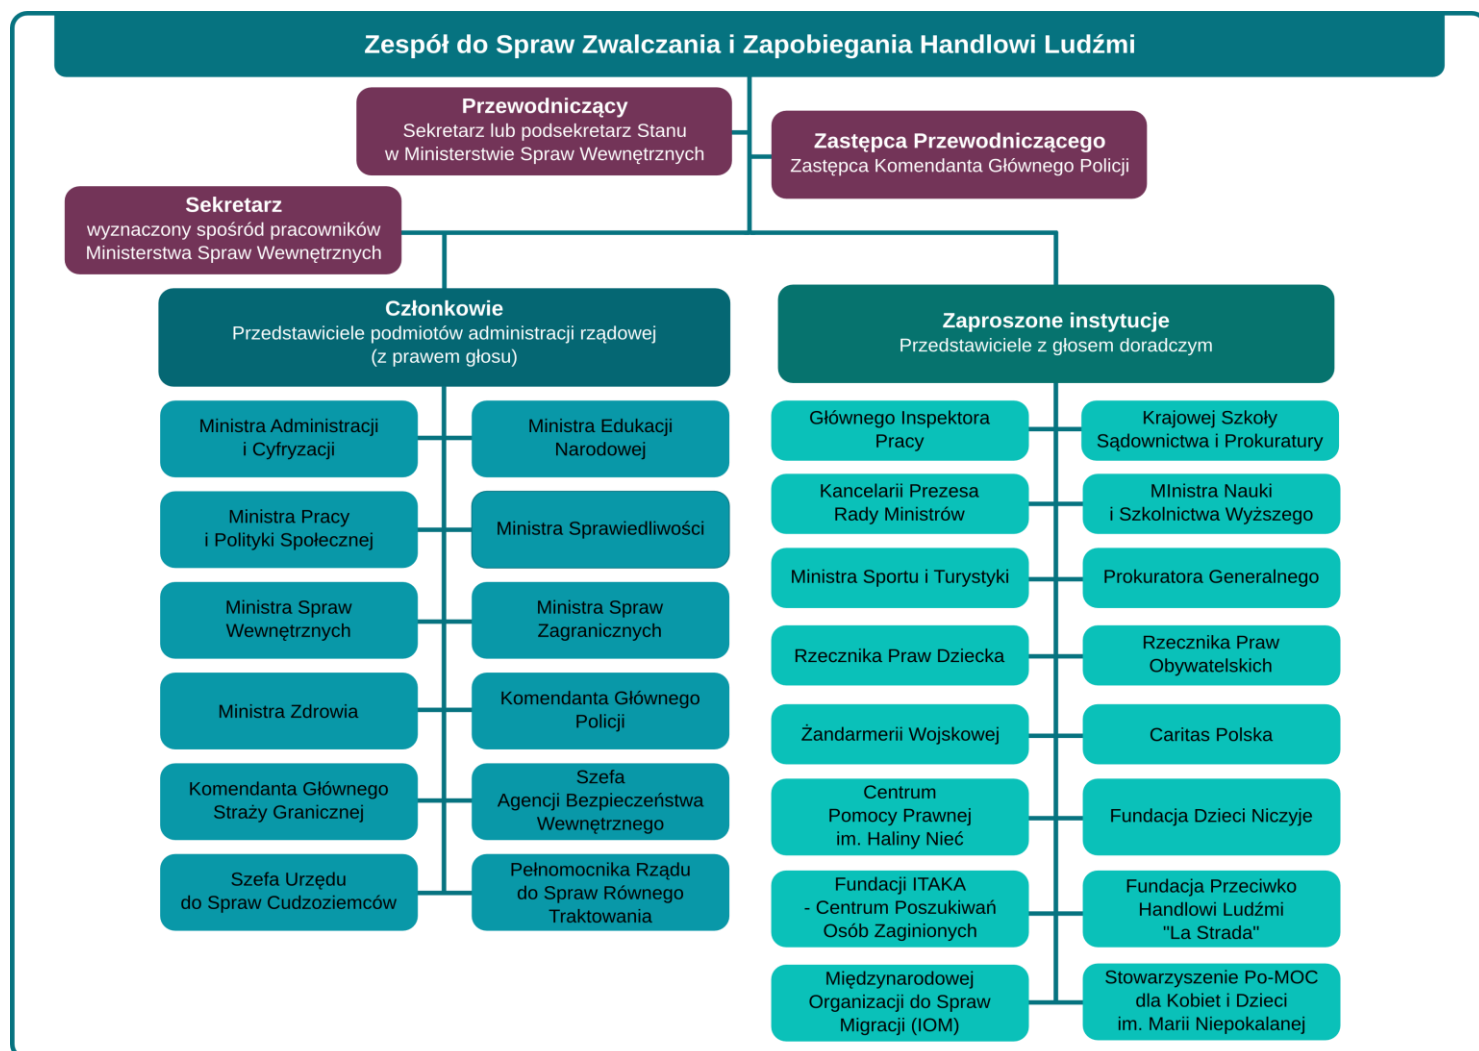 Zespół do Spraw Zwalczania i Zapobiegania Handlowi Ludźmi
Przewodniczący
Sekretarz lub podsekretarz Stanu
w Ministerstwie Spraw Wewnętrznych
Zastępca Przewodniczącego
Zastępca Komendanta Głównego Policji
Sekretarz
wyznaczony spośród pracowników
Ministerstwa Spraw Wewnętrznych
Członkowie
Przedstawiciele podmiotów administracji rządowej
(z prawem głosu)
Ministra Administracji
i Cyfryzacji
Ministra Edukacji
Narodowej
Ministra Pracy
i Polityki Społecznej
Ministra Sprawiedliwości
Ministra Spraw
Wewnętrznych
Ministra Spraw
Zagranicznych
Ministra Zdrowia
Komendanta Głównego
Policji
Komendanta Głównego
Straży Granicznej
Szefa
Agencji Bezpieczeństwa
Wewnętrznego
Szefa Urzędu
do Spraw Cudzoziemców
Pełnomocnika Rządu
do Spraw Równego
Traktowania
Zaproszone instytucje
Przedstawiciele z głosem doradczym
Głównego Inspektora
Pracy
Krajowej Szkoły
Sądownictwa i Prokuratury
Kancelarii Prezesa
Rady Ministrów
MInistra Nauki
i Szkolnictwa Wyższego
Ministra Sportu i Turystyki
Prokuratora Generalnego
Rzecznika Praw Dziecka
Rzecznika Praw
Obywatelskich
Żandarmerii Wojskowej
Caritas Polska
Centrum
Pomocy Prawnej
im. Haliny Nieć
Fundacja Dzieci Niczyje
Fundacji ITAKA
- Centrum Poszukiwań
Osób Zaginionych
Fundacja Przeciwko
Handlowi Ludźmi
"La Strada"
Międzynarodowej
Organizacji do Spraw
Migracji (IOM)
Stowarzyszenie Po-MOC
dla Kobiet i Dzieci
im. Marii Niepokalanej